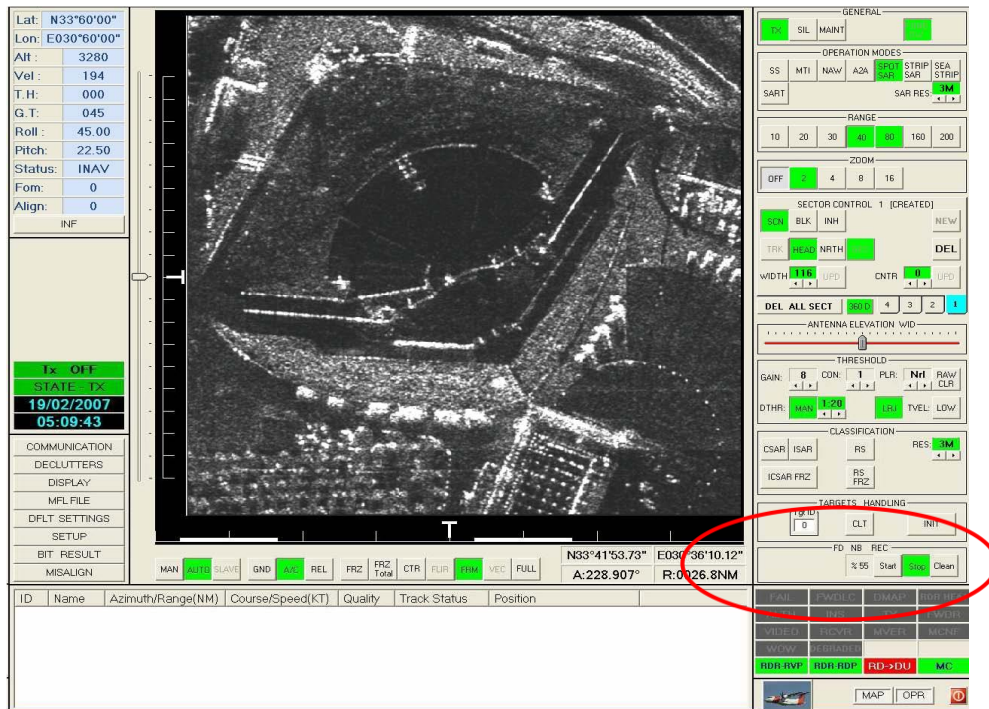 Lat: N33°60'00"
Lon: E030°60'00"
Alt : 3280
Vel : 194
T.H: 000
G.T: 045
Roll : 45.00
Pitch: 22.50
Status: INAV
Fom: 0
Align: 0
INF
Tx OFF
STATE - TX
19/02/2007
05:09:43
COMMUNICATION
DECLUTTERS
DISPLAY
MFL FILE
DFLT SETTINGS
SETUP
BIT RESULT
MISALIGN
MAN AUTO SLAVE GND A/C REL FRZ FRZ Total CTR FLIR FRM VEC FULL
N33°41'53.73" E030°36'10.12"
A:228.907° R:0026.8NM
GENERAL
TX SIL MAINT
OPERATION MODES
SS MTI NAW A2A SPOT SAR STRIP SAR SEA STRIP
SART SAR RES: 3M
RANGE
10 20 30 40 80 160 200
ZOOM
OFF 2 4 8 16
SECTOR CONTROL 1 [CREATED]
SCN BLK INH NEW
TRK HEAD NRTH DEL
WIDTH 116 UPD CNTR 0 UPD
DEL ALL SECT 360 D 4 3 2 1
ANTENNA ELEVATION WID
THRESHOLD
GAIN: 8 CON: 1 PLR: Nrl RAW CLR
DTHR: MAN 1:20 LRJ TVEL: LOW
CLASSIFICATION
CSAR ISAR RS RES: 3M
ICSAR FRZ RS FRZ
TARGETS HANDLING
Tgt ID
0 CLT INIT
FD NB REC
% 55 Start Stop Clean
ID Name Azimuth/Range(NM) Course/Speed(KT) Quality Track Status Position
FAIL FWDLC DMAP RDR HEAT
INS TX
VIDEO RCVR MVER MCNF
WOW DEGRADED
RDR-RVP RDR-RDP RD->DU MC
MAP OPR